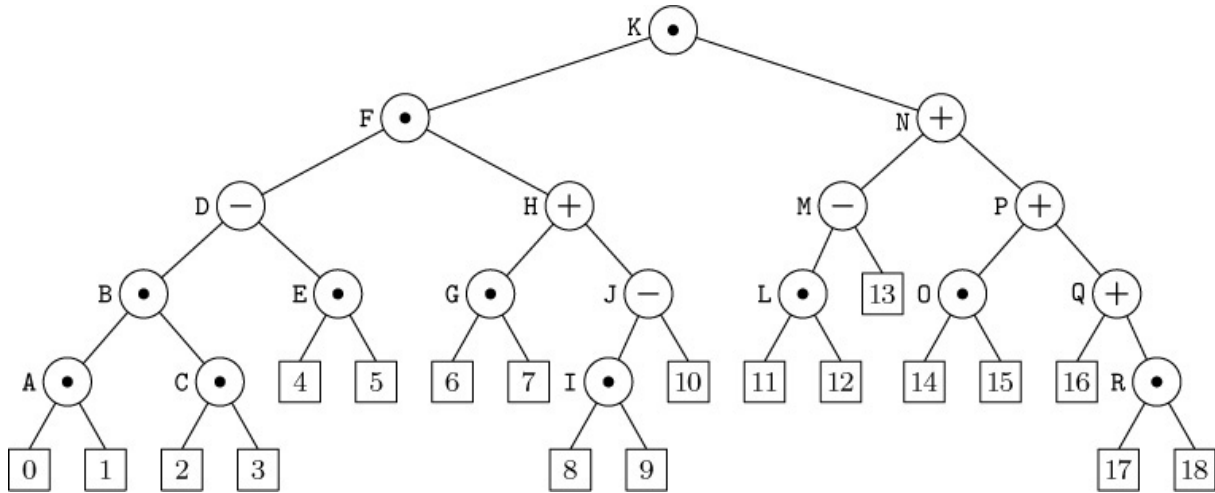 K
F N +
D − H + M − P +
B E G J − L 13 O Q +
A C 4 5 6 7 I 10 11 12 14 15 16 R
0 1 2 3 8 9 17 18